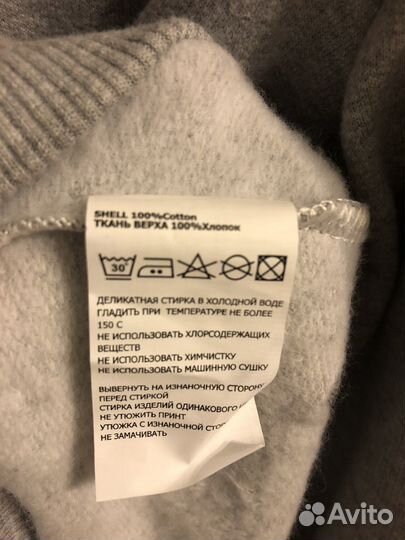 SHELL 100%Cotton
ТКАНЬ ВЕРХА 100%Хлопок
30°
ДЕЛИКАТНАЯ СТИРКА В ХОЛОДНОЙ ВОДЕ
ГЛАДИТЬ ПРИ ТЕМПЕРАТУРЕ НЕ БОЛЕЕ
150 С
НЕ ИСПОЛЬЗОВАТЬ ХЛОРСОДЕРЖАЩИХ
ВЕЩЕСТВ
НЕ ИСПОЛЬЗОВАТЬ ХИМЧИСТКУ
НЕ ИСПОЛЬЗОВАТЬ МАШИННУЮ СУШКУ
ВЫВЕРНУТЬ НА ИЗНАНОЧНУЮ СТОРОНУ
ПЕРЕД СТИРКОЙ
СТИРКА ИЗДЕЛИЙ ОДИНАКОВОГО
НЕ УТЮЖИТЬ ПРИНТ
УТЮЖКА С ИЗНАНОЧНОЙ
НЕ ЗАМАЧИВАТЬ
Avito